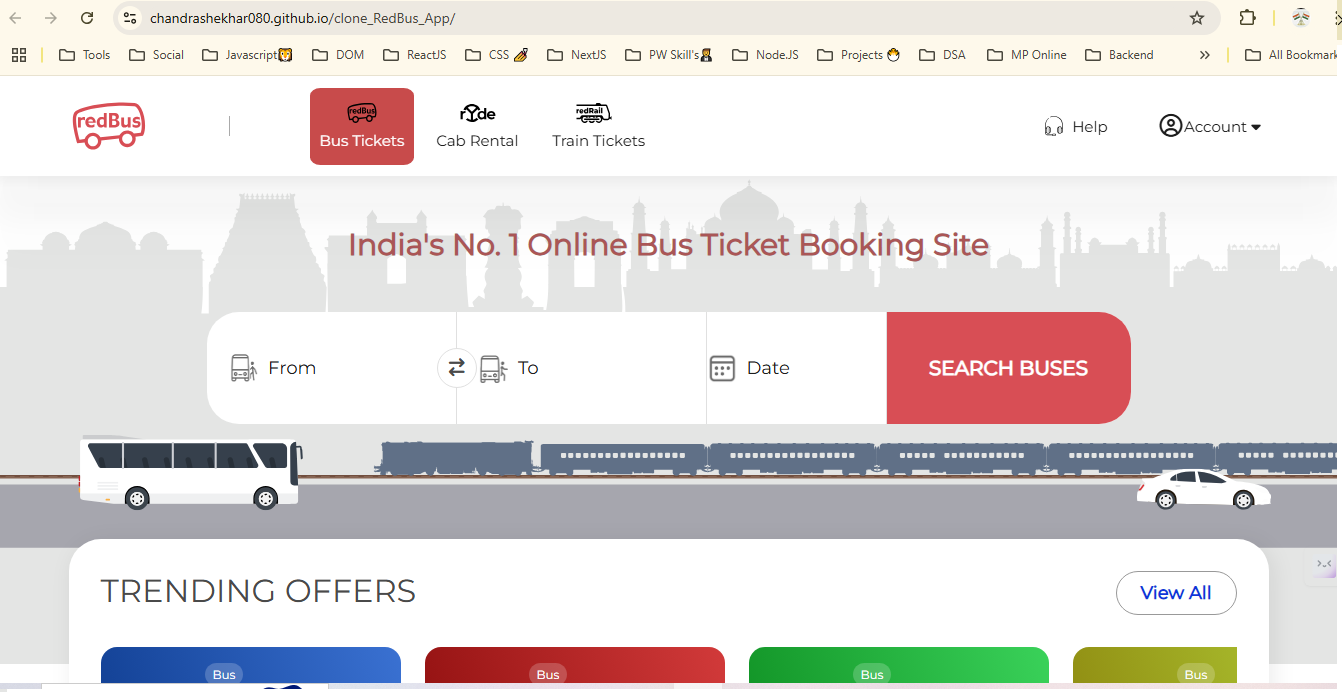 chandrashekhar080.github.io/clone_RedBus_App/
Tools Social Javascript DOM ReactJS CSS NextJS PW Skill's Node.JS Projects DSA MP Online Backend » All Bookmark
redBus
redBus
Bus Tickets
ryde
Cab Rental
redRail
Train Tickets
Help
Account
India's No. 1 Online Bus Ticket Booking Site
From
To
Date
SEARCH BUSES
TRENDING OFFERS
View All
Bus
Bus
Bus
Bus